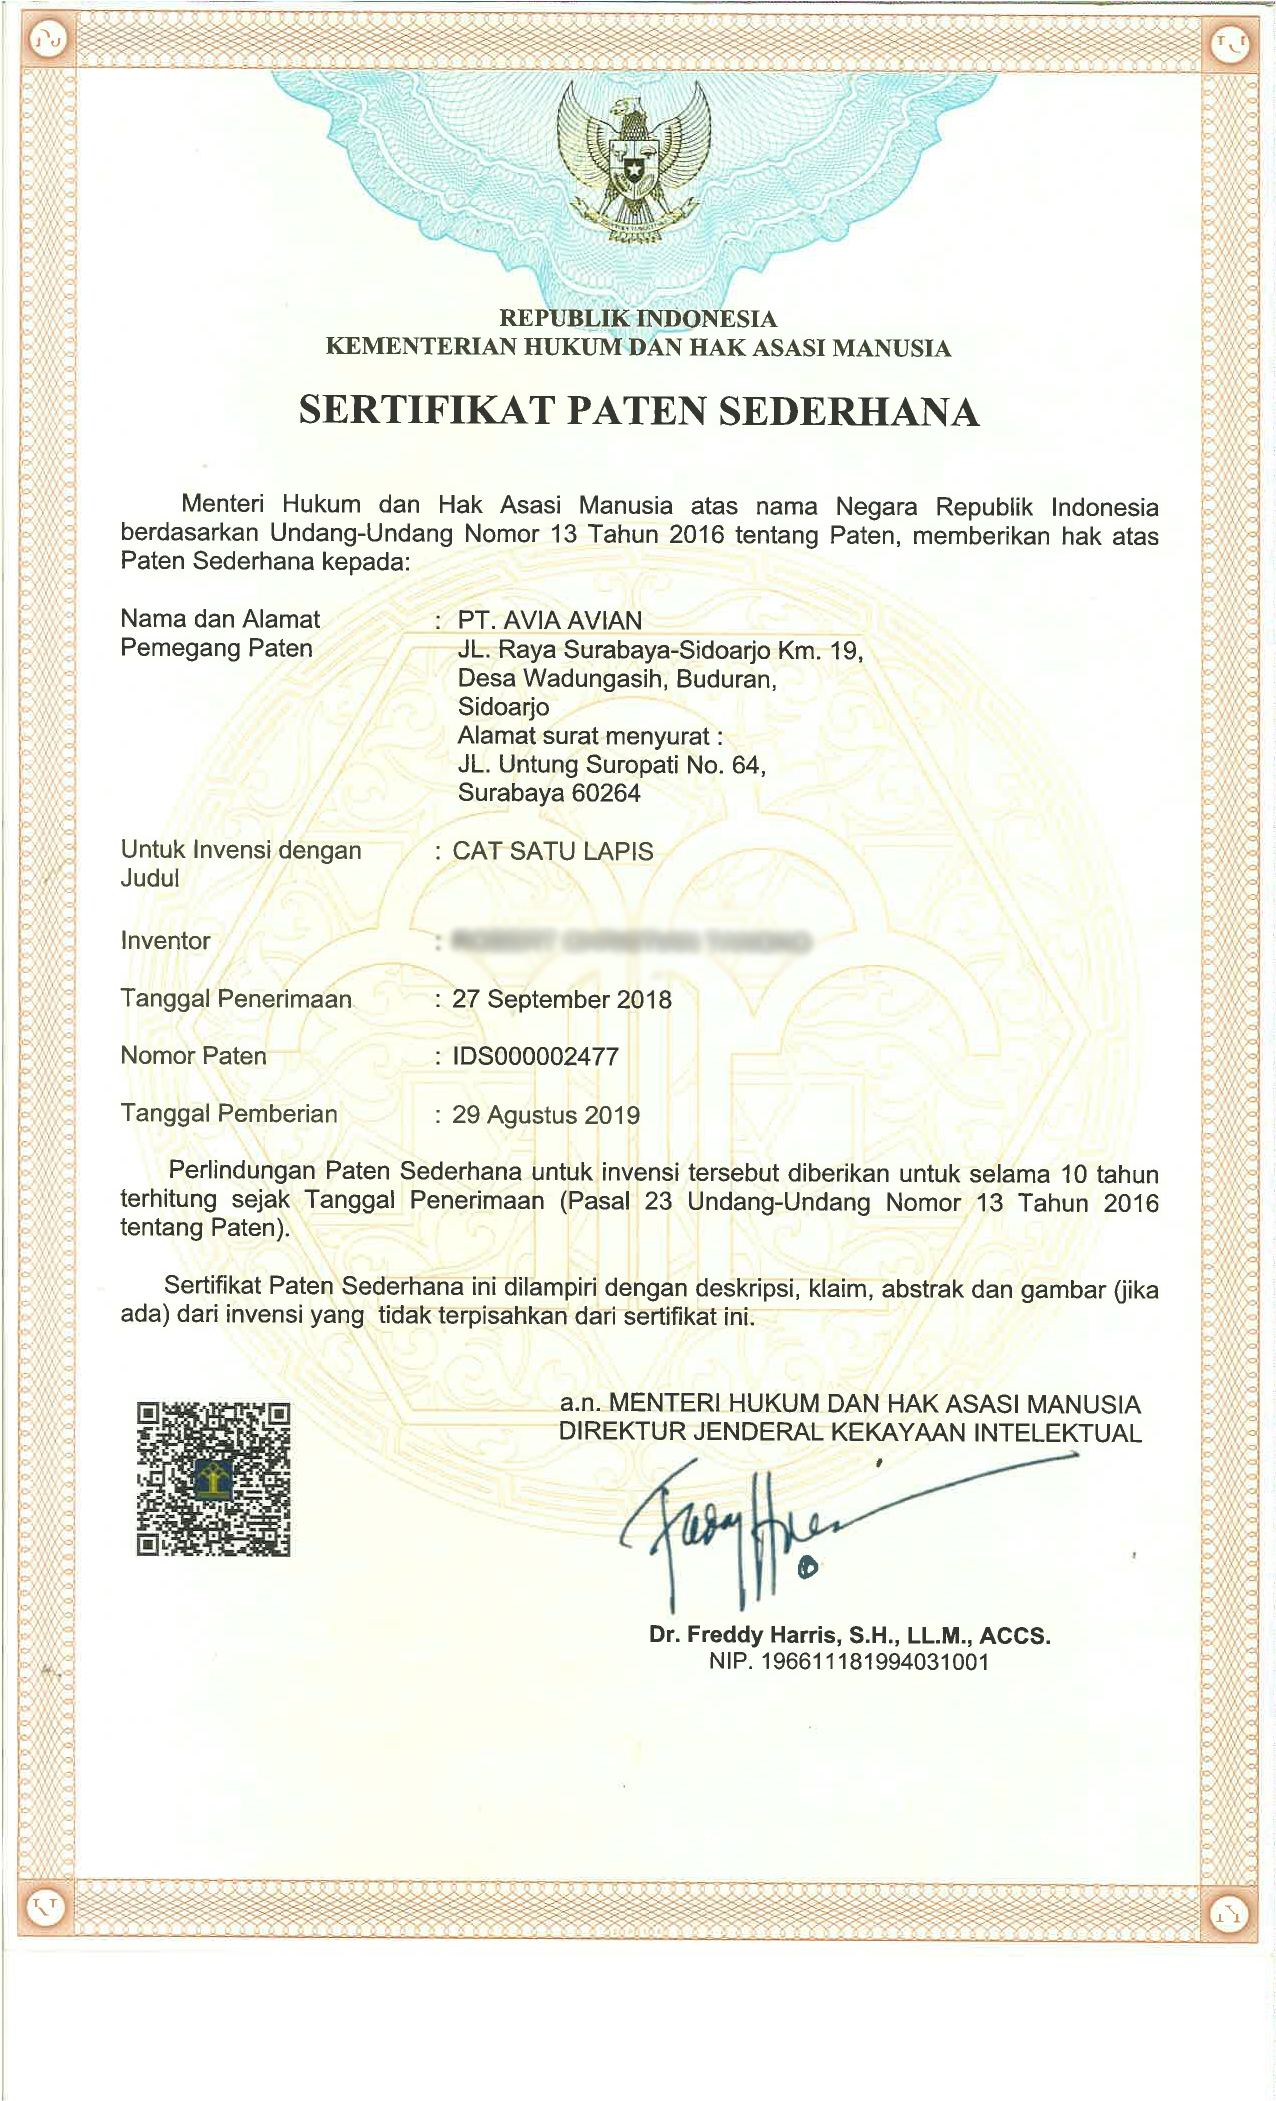 REPUBLIK INDONESIA
KEMENTERIAN HUKUM DAN HAK ASASI MANUSIA
SERTIFIKAT PATEN SEDERHANA
Menteri Hukum dan Hak Asasi Manusia atas nama Negara Republik Indonesia
berdasarkan Undang-Undang Nomor 13 Tahun 2016 tentang Paten, memberikan hak atas
Paten Sederhana kepada:
Nama dan Alamat : PT. AVIA AVIAN
Pemegang Paten JL. Raya Surabaya-Sidoarjo Km. 19,
Desa Wadungasih, Buduran,
Sidoarjo
Alamat surat menyurat :
JL. Untung Suropati No. 64,
Surabaya 60264
Untuk Invensi dengan : CAT SATU LAPIS
Judul
Inventor :
Tanggal Penerimaan : 27 September 2018
Nomor Paten : IDS000002477
Tanggal Pemberian : 29 Agustus 2019
Perlindungan Paten Sederhana untuk invensi tersebut diberikan untuk selama 10 tahun
terhitung sejak Tanggal Penerimaan (Pasal 23 Undang-Undang Nomor 13 Tahun 2016
tentang Paten).
Sertifikat Paten Sederhana ini dilampiri dengan deskripsi, klaim, abstrak dan gambar (jika
ada) dari invensi yang tidak terpisahkan dari sertifikat ini.
a.n. MENTERI HUKUM DAN HAK ASASI MANUSIA
DIREKTUR JENDERAL KEKAYAAN INTELEKTUAL
Dr. Freddy Harris, S.H., LL.M., ACCS.
NIP. 196611181994031001